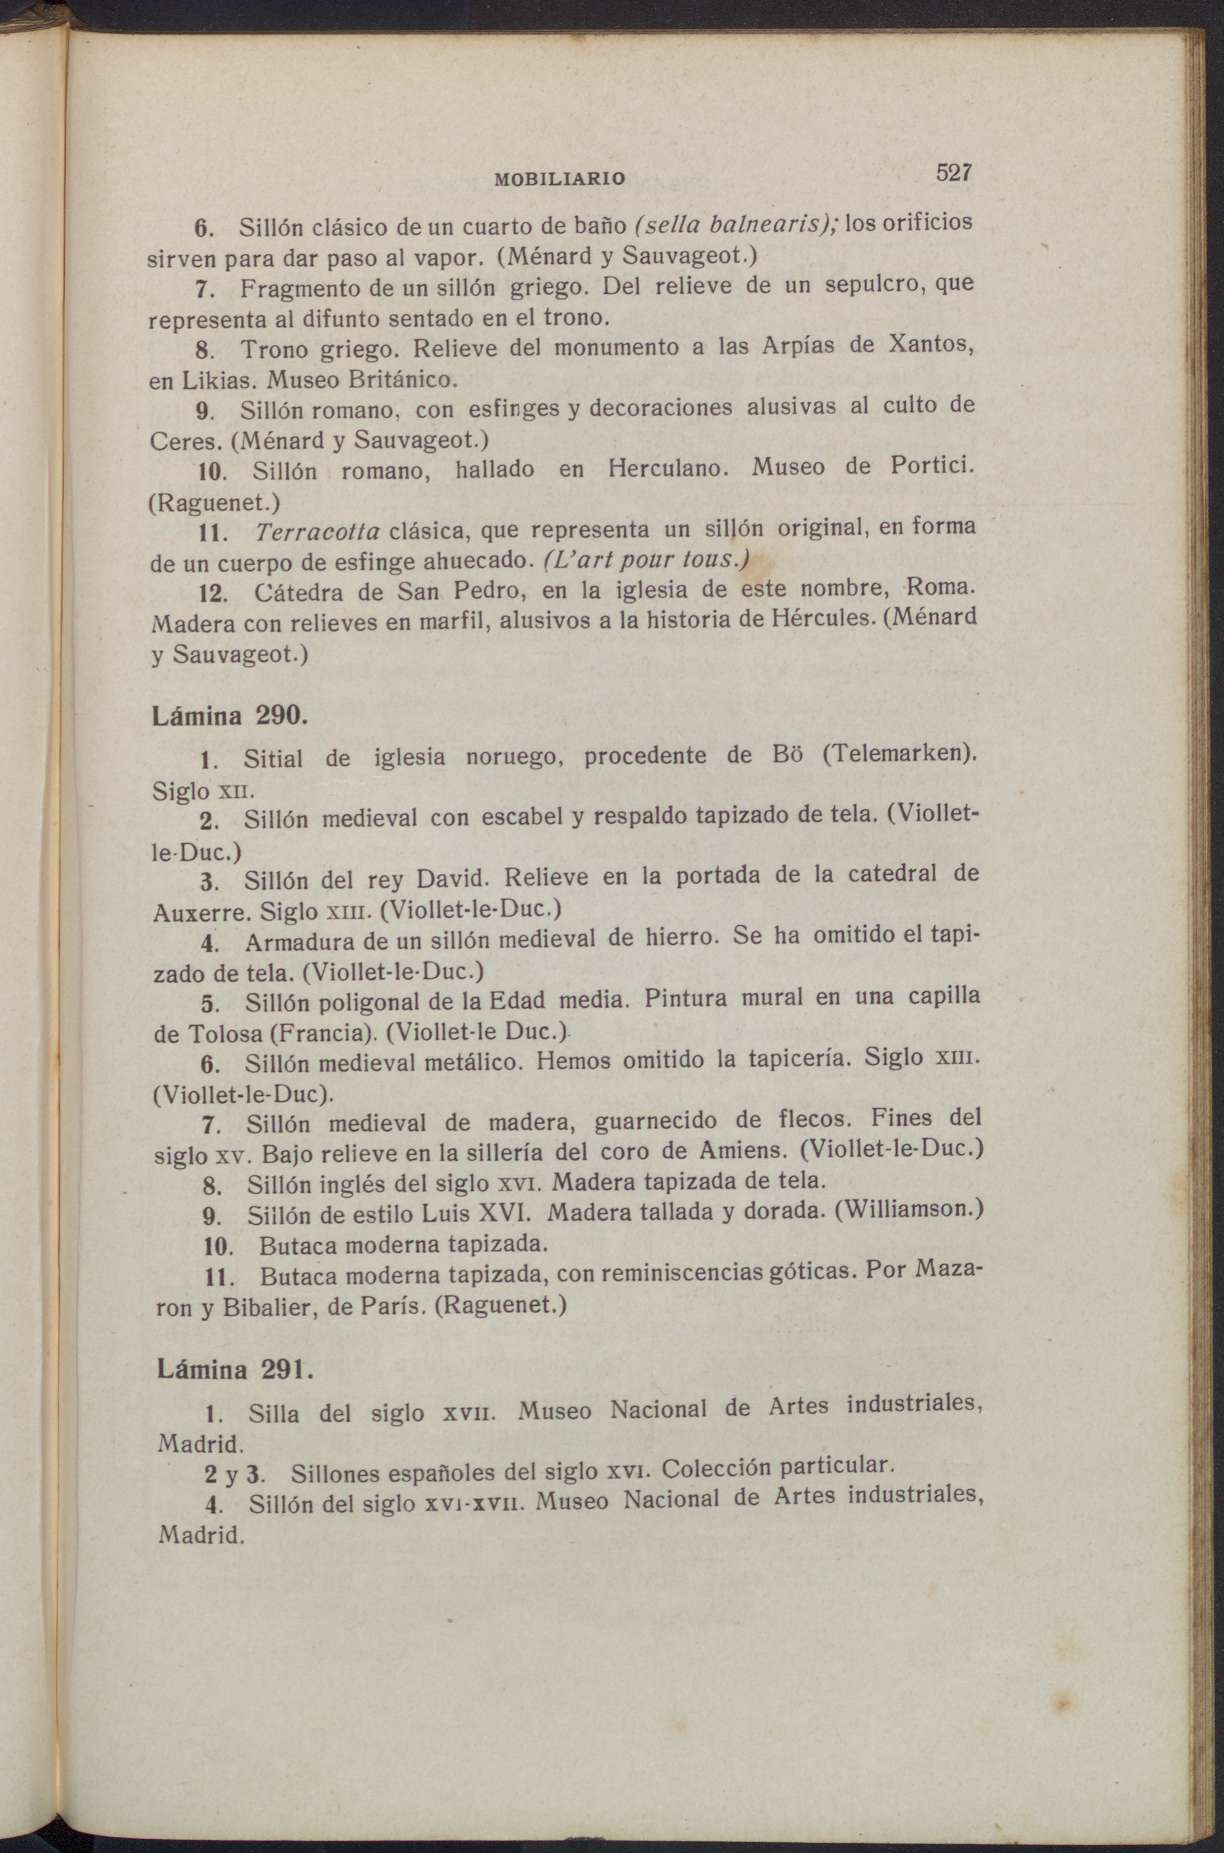 MOBILIARIO 527
6. Sillón clásico de un cuarto de baño (sella balnearis); los orificios
sirven para dar paso al vapor. (Ménard y Sauvageot.)
7. Fragmento de un sillón griego. Del relieve de un sepulcro, que
representa al difunto sentado en el trono.
8. Trono griego. Relieve del monumento a las Arpías de Xantos,
en Likias. Museo Británico.
9. Sillón romano, con esfinges y decoraciones alusivas al culto de
Ceres. (Ménard y Sauvageot.)
10. Sillón romano, hallado en Herculano. Museo de Portici.
(Raguenet.)
11. Terracotta clásica, que representa un sillón original, en forma
de un cuerpo de esfinge ahuecado. (L'art pour tous.)
12. Cátedra de San Pedro, en la iglesia de este nombre, Roma.
Madera con relieves en marfil, alusivos a la historia de Hércules. (Ménard
y Sauvageot.)
Lámina 290.
1. Sitial de iglesia noruego, procedente de Bö (Telemarken).
Siglo XII.
2. Sillón medieval con escabel y respaldo tapizado de tela. (Viollet-
le-Duc.)
3. Sillón del rey David. Relieve en la portada de la catedral de
Auxerre. Siglo XIII. (Viollet-le-Duc.)
4. Armadura de un sillón medieval de hierro. Se ha omitido el tapi-
zado de tela. (Viollet-le-Duc.)
5. Sillón poligonal de la Edad media. Pintura mural en una capilla
de Tolosa (Francia). (Viollet-le Duc.)
6. Sillón medieval metálico. Hemos omitido la tapicería. Siglo XIII.
(Viollet-le-Duc).
7. Sillón medieval de madera, guarnecido de flecos. Fines del
siglo XV. Bajo relieve en la sillería del coro de Amiens. (Viollet-le-Duc.)
8. Sillón inglés del siglo XVI. Madera tapizada de tela.
9. Sillón de estilo Luis XVI. Madera tallada y dorada. (Williamson.)
10. Butaca moderna tapizada.
11. Butaca moderna tapizada, con reminiscencias góticas. Por Maza-
ron y Bibalier, de París. (Raguenet.)
Lámina 291.
1. Silla del siglo XVII. Museo Nacional de Artes industriales,
Madrid.
2 y 3. Sillones españoles del siglo XVI. Colección particular.
4. Sillón del siglo XVI-XVII. Museo Nacional de Artes industriales,
Madrid.